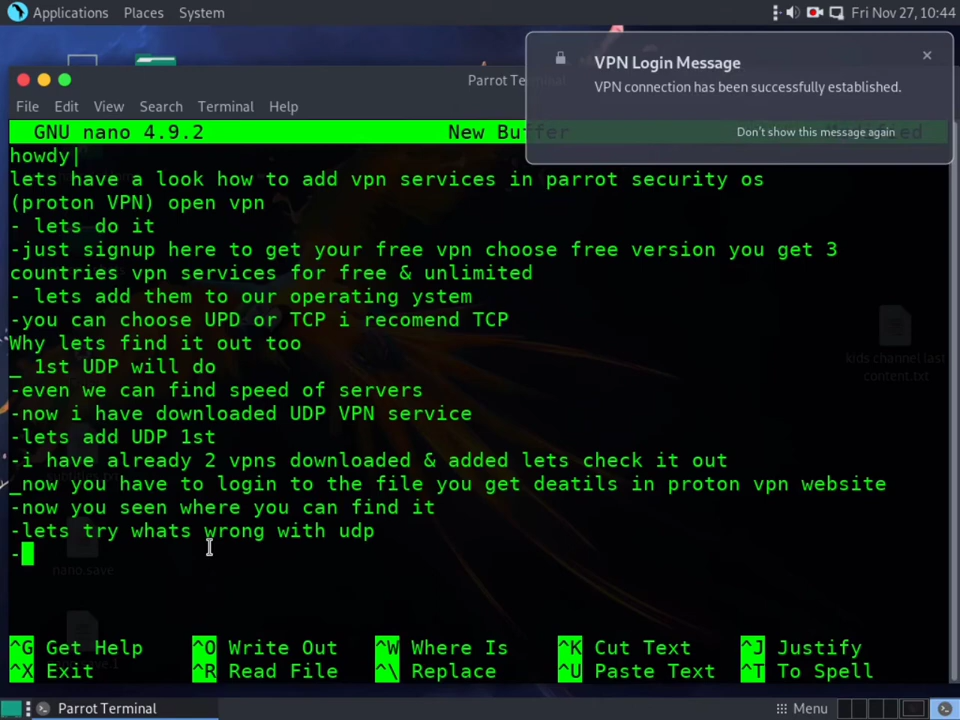 Applications Places System Fri Nov 27, 10:44
VPN Login Message
VPN connection has been successfully established.
Don't show this message again
Parrot Te
File Edit View Search Terminal Help
GNU nano 4.9.2 New Buffer Modified
howdy|
lets have a look how to add vpn services in parrot security os
(proton VPN) open vpn
- lets do it
-just signup here to get your free vpn choose free version you get 3
countries vpn services for free & unlimited
- lets add them to our operating ystem
-you can choose UPD or TCP i recomend TCP
Why lets find it out too
_ 1st UDP will do
-even we can find speed of servers
-now i have downloaded UDP VPN service
-lets add UDP 1st
-i have already 2 vpns downloaded & added lets check it out
_now you have to login to the file you get deatils in proton vpn website
-now you seen where you can find it
-lets try whats wrong with udp
-
kids channel last
content.txt
nano.save
^G Get Help ^O Write Out ^W Where Is ^K Cut Text ^J Justify
^X Exit ^R Read File ^\ Replace ^U Paste Text ^T To Spell
Parrot Terminal Menu